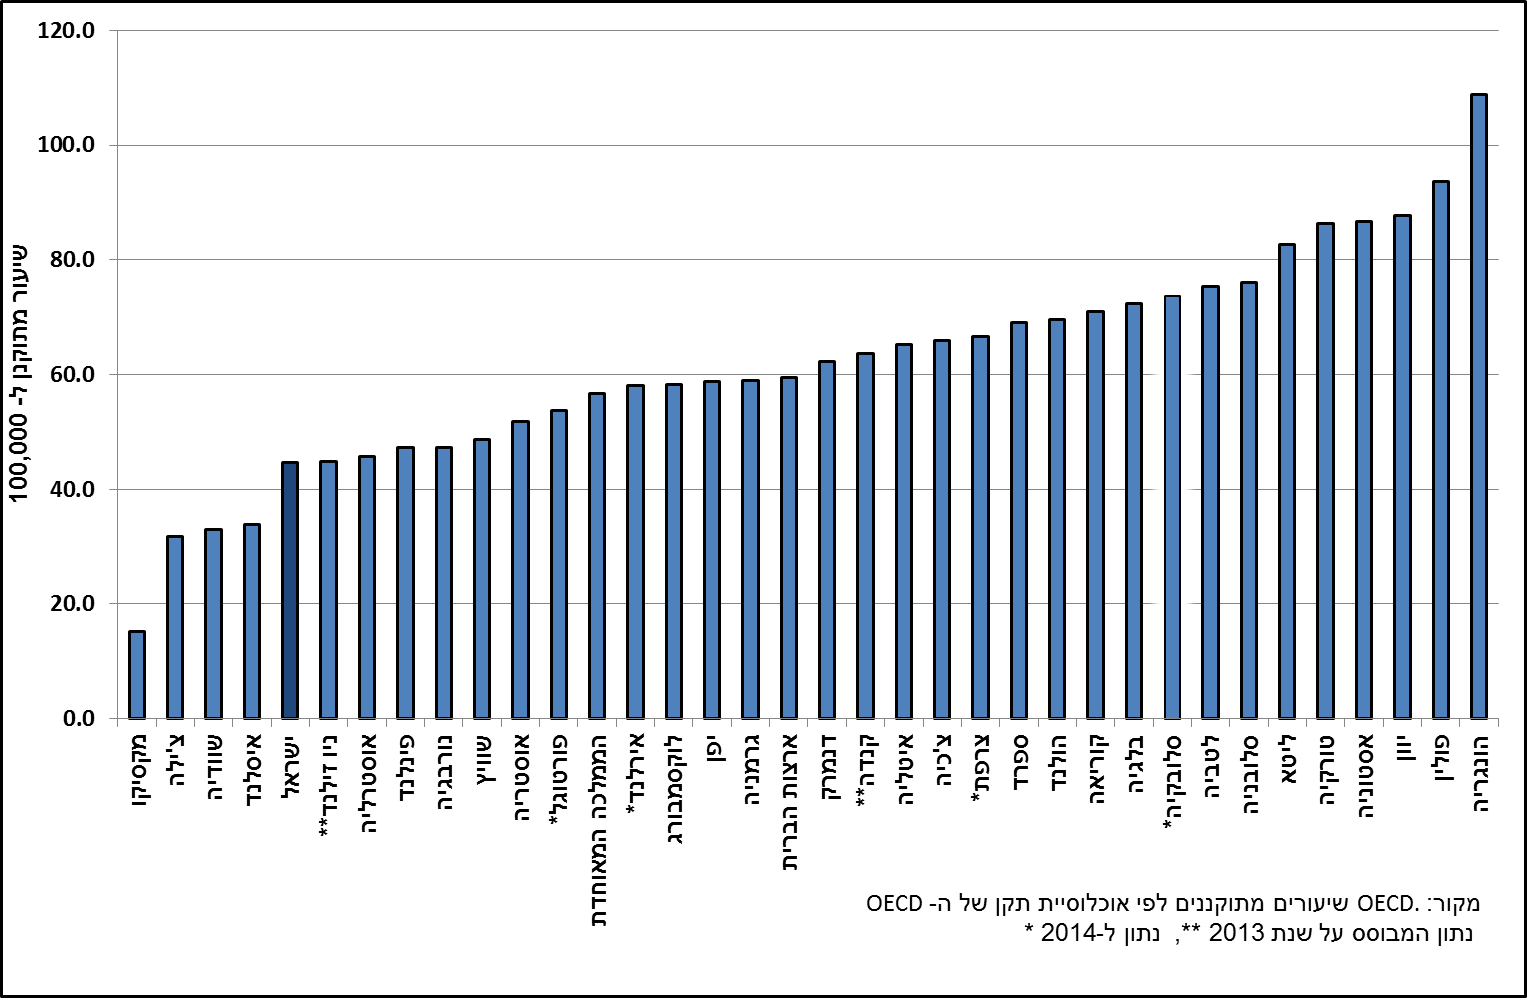 120.0
100.0
80.0
60.0
40.0
20.0
0.0
שיעור מתוקנן ל- 100,000
מקסיקו
צ'ילה
שוודיה
איסלנד
ישראל
ניו זילנד**
אוסטרליה
פינלנד
נורבגיה
שוויץ
אוסטריה
פורטוגל*
הממלכה המאוחדת
אירלנד*
לוקסמבורג
יפן
גרמניה
ארצות הברית
דנמרק
קנדה**
איטליה
צ'כיה
צרפת*
ספרד
הולנד
קוריאה
בלגיה
סלובקיה*
לטביה
סלובניה
ליטא
טורקיה
אסטוניה
יוון
פולין
הונגריה
מקור: .OECD שיעורים מתוקננים לפי אוכלוסיית תקן של ה- OECD
נתון המבוסס על שנת 2013 **, נתון ל-2014 *